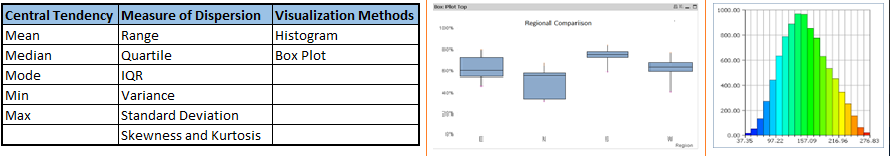 Central Tendency Measure of Dispersion Visualization Methods
Mean Range Histogram
Median Quartile Box Plot
Mode IQR
Min Variance
Max Standard Deviation
Skewness and Kurtosis
Box Plot Top
Regional Comparison
100%
80%
60%
40%
20%
0%
E N S W
Region
1000.00
800.00
600.00
400.00
200.00
0.00
37.35 97.22 157.09 216.96 276.83